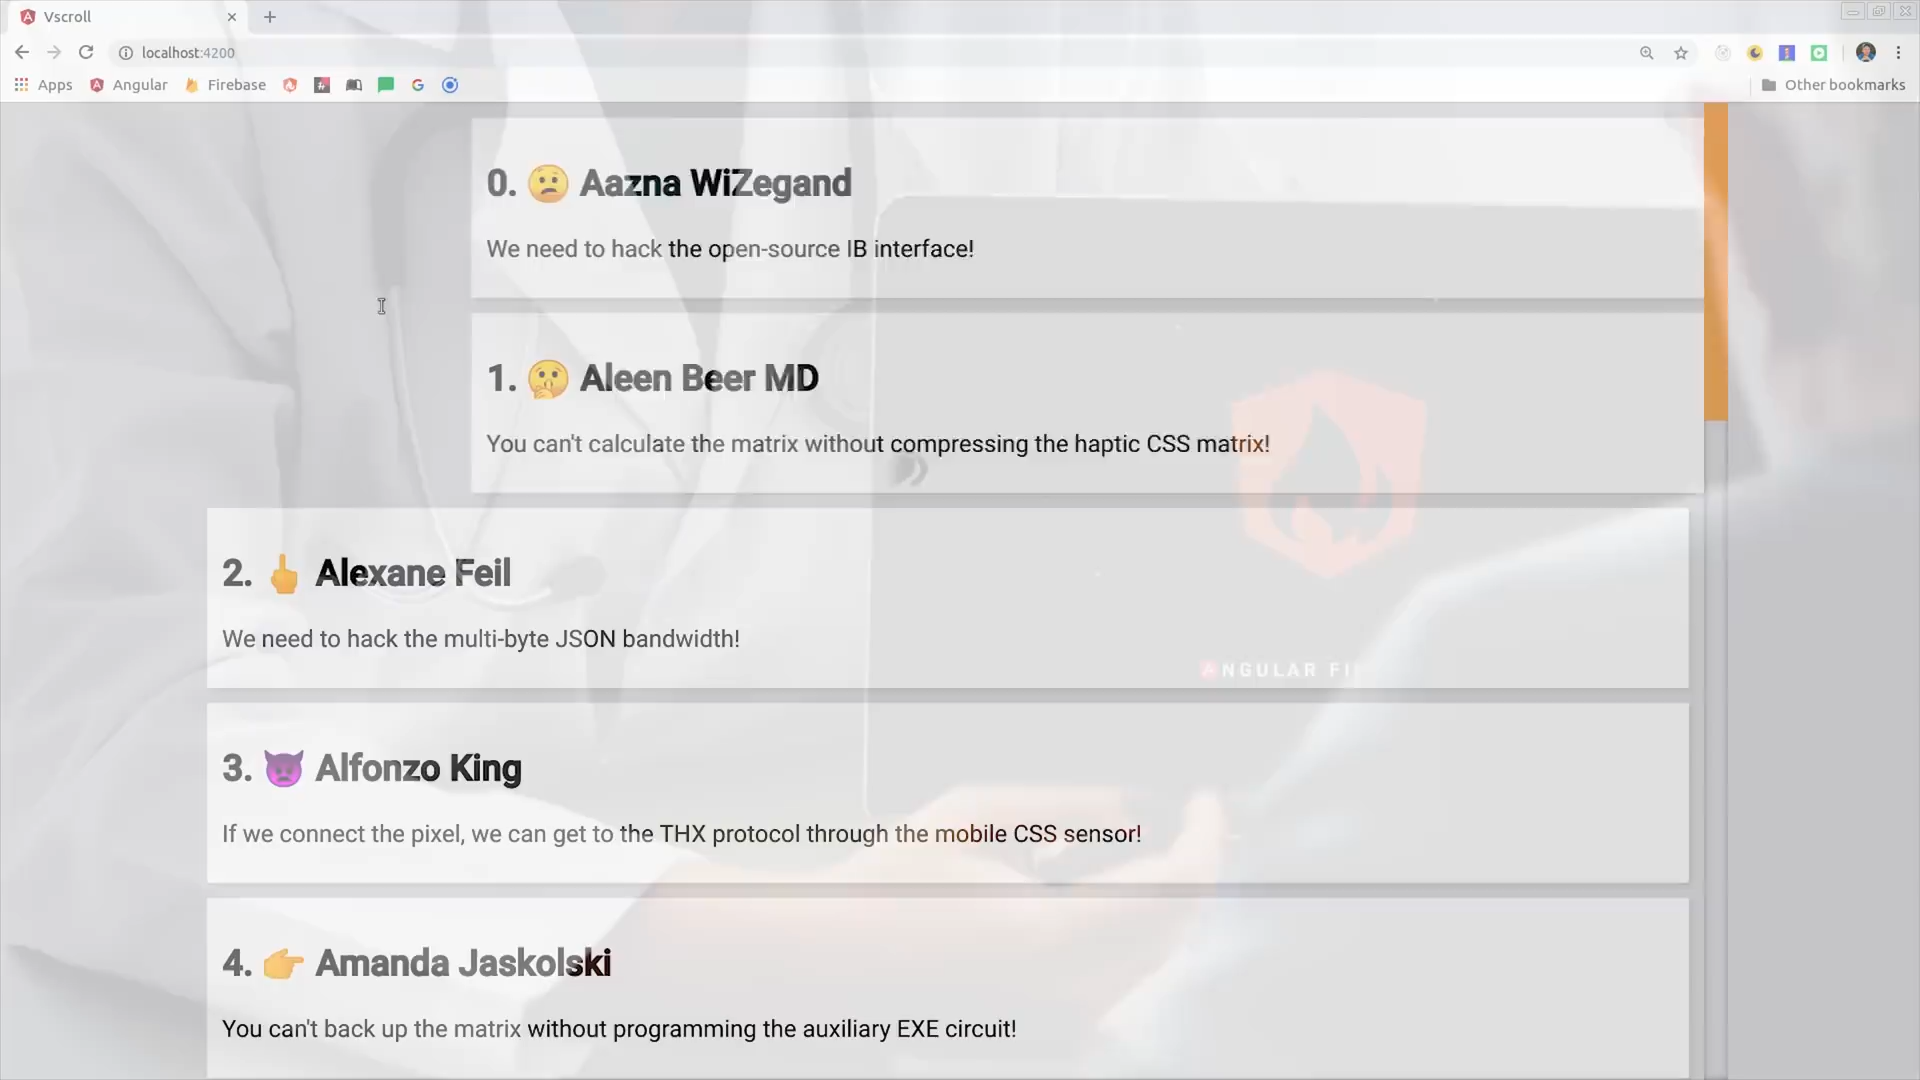 Vscroll
localhost:4200
Apps Angular Firebase Other bookmarks
0. 😟 Aazna WiZegand
We need to hack the open-source IB interface!
1. 🤫 Aleen Beer MD
You can't calculate the matrix without compressing the haptic CSS matrix!
2. 🖕 Alexane Feil
We need to hack the multi-byte JSON bandwidth!
ANGULAR FI
3. 👿 Alfonzo King
If we connect the pixel, we can get to the THX protocol through the mobile CSS sensor!
4. 👉 Amanda Jaskolski
You can't back up the matrix without programming the auxiliary EXE circuit!